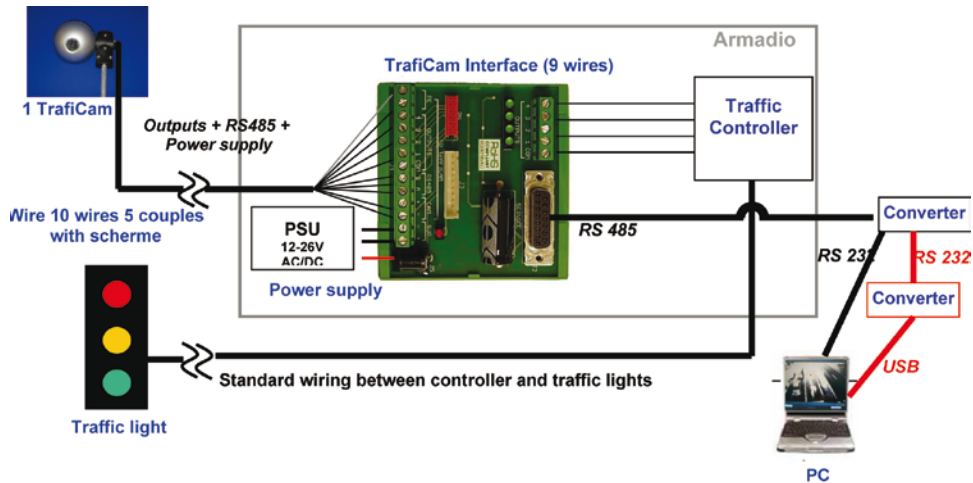 Armadio
TrafiCam Interface (9 wires)
1 TrafiCam
Outputs + RS485 +
Power supply
Traffic
Controller
Wire 10 wires 5 couples
with scherme
PSU
12-26V
AC/DC
Power supply
RoHS
RS 485
Converter
RS 232
RS 232
Converter
USB
Standard wiring between controller and traffic lights
Traffic light
PC